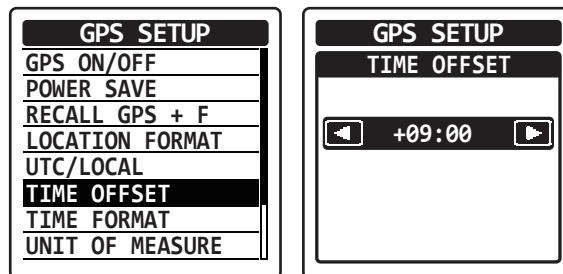 GPS SETUP
GPS ON/OFF
POWER SAVE
RECALL GPS + F
LOCATION FORMAT
UTC/LOCAL
TIME OFFSET
TIME FORMAT
UNIT OF MEASURE
GPS SETUP
TIME OFFSET
+09:00